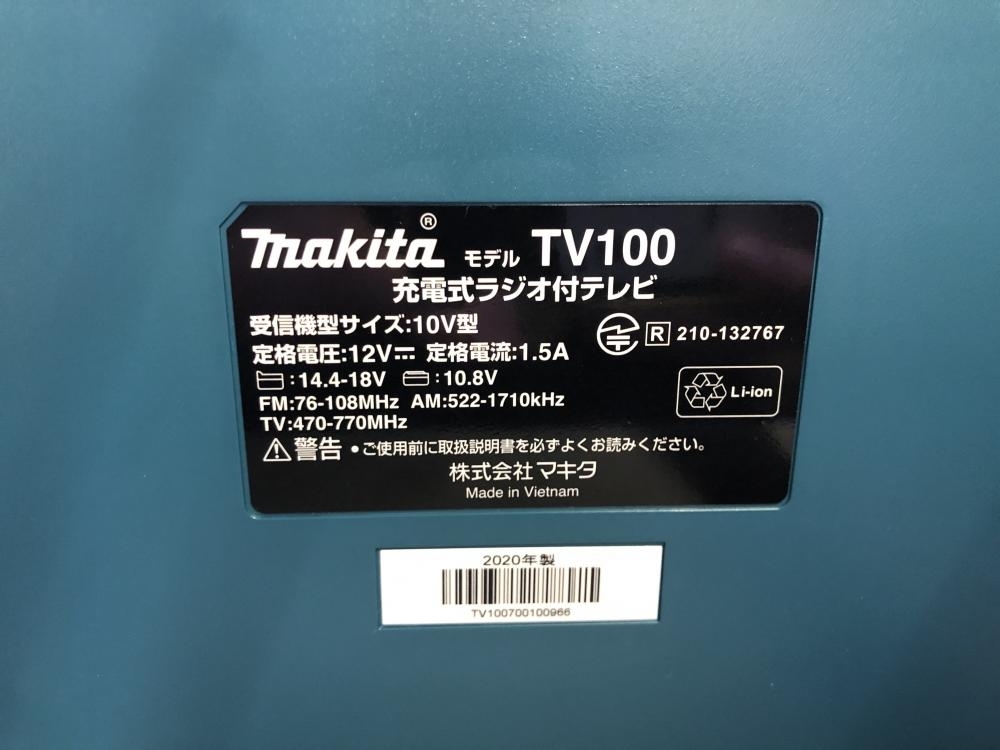 makita® モデル TV100
充電式ラジオ付テレビ
受信機型サイズ:10V型
R 210-132767
定格電圧:12V⎓ 定格電流:1.5A
:14.4-18V :10.8V
Li-ion
FM:76-108MHz AM:522-1710kHz
TV:470-770MHz
⚠警告 •ご使用前に取扱説明書を必ずよくお読みください。
株式会社マキタ
Made in Vietnam
2020年製
TV100700100966